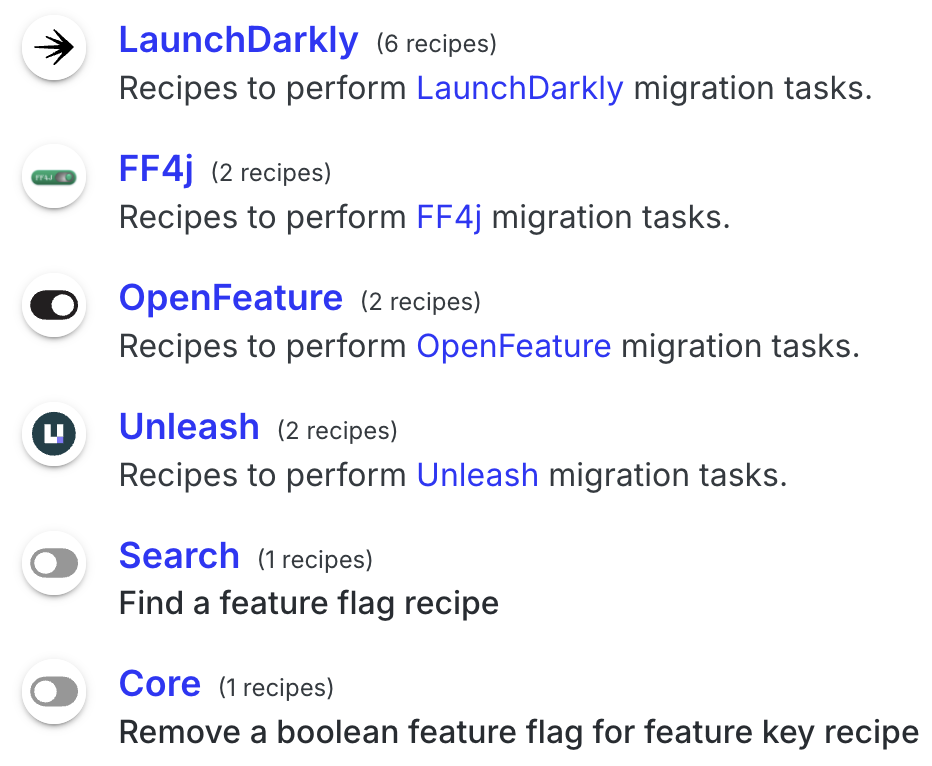 LaunchDarkly (6 recipes)
Recipes to perform LaunchDarkly migration tasks.
FF4j (2 recipes)
Recipes to perform FF4j migration tasks.
OpenFeature (2 recipes)
Recipes to perform OpenFeature migration tasks.
Unleash (2 recipes)
Recipes to perform Unleash migration tasks.
Search (1 recipes)
Find a feature flag recipe
Core (1 recipes)
Remove a boolean feature flag for feature key recipe